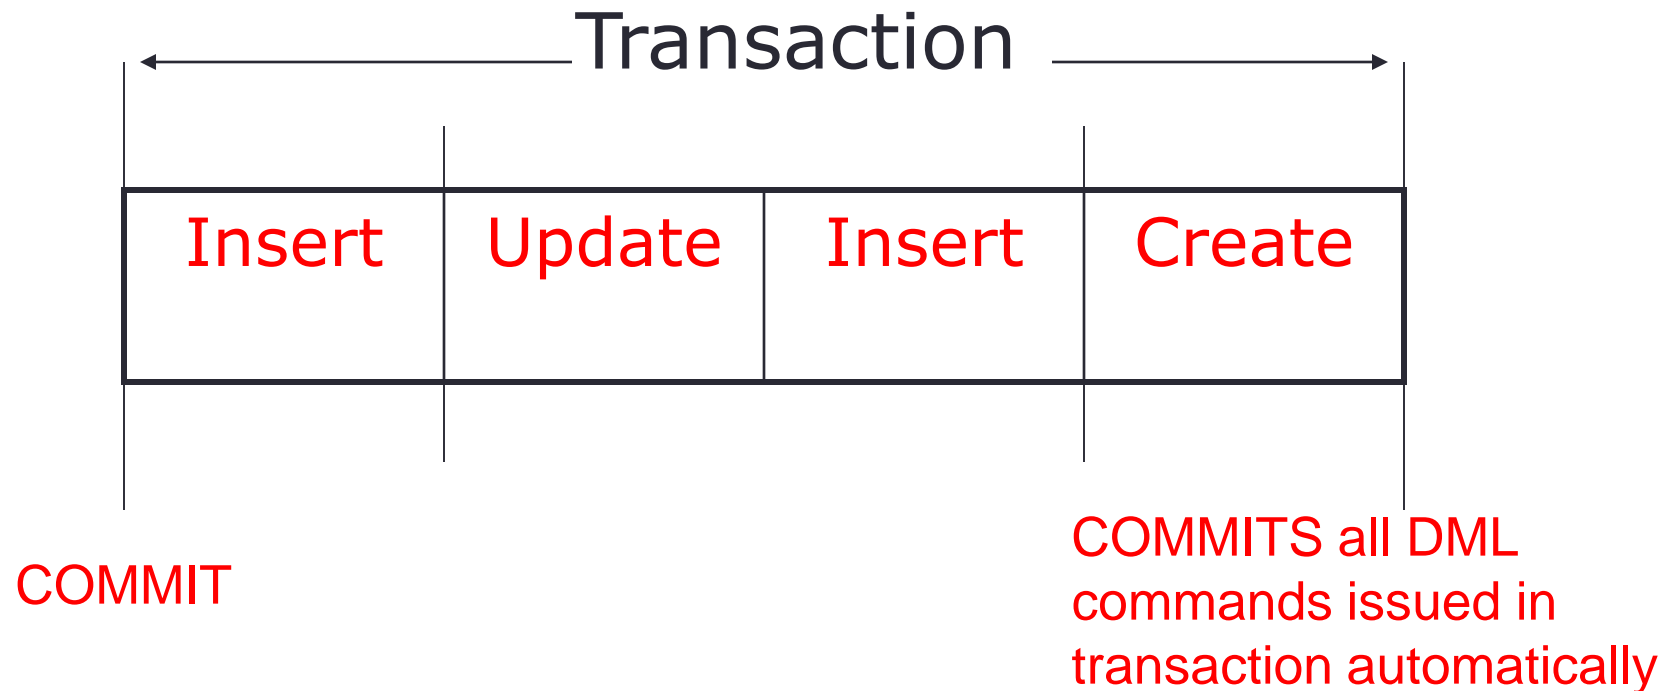 Transaction
Insert Update Insert Create
COMMIT
COMMITS all DML
commands issued in
transaction automatically